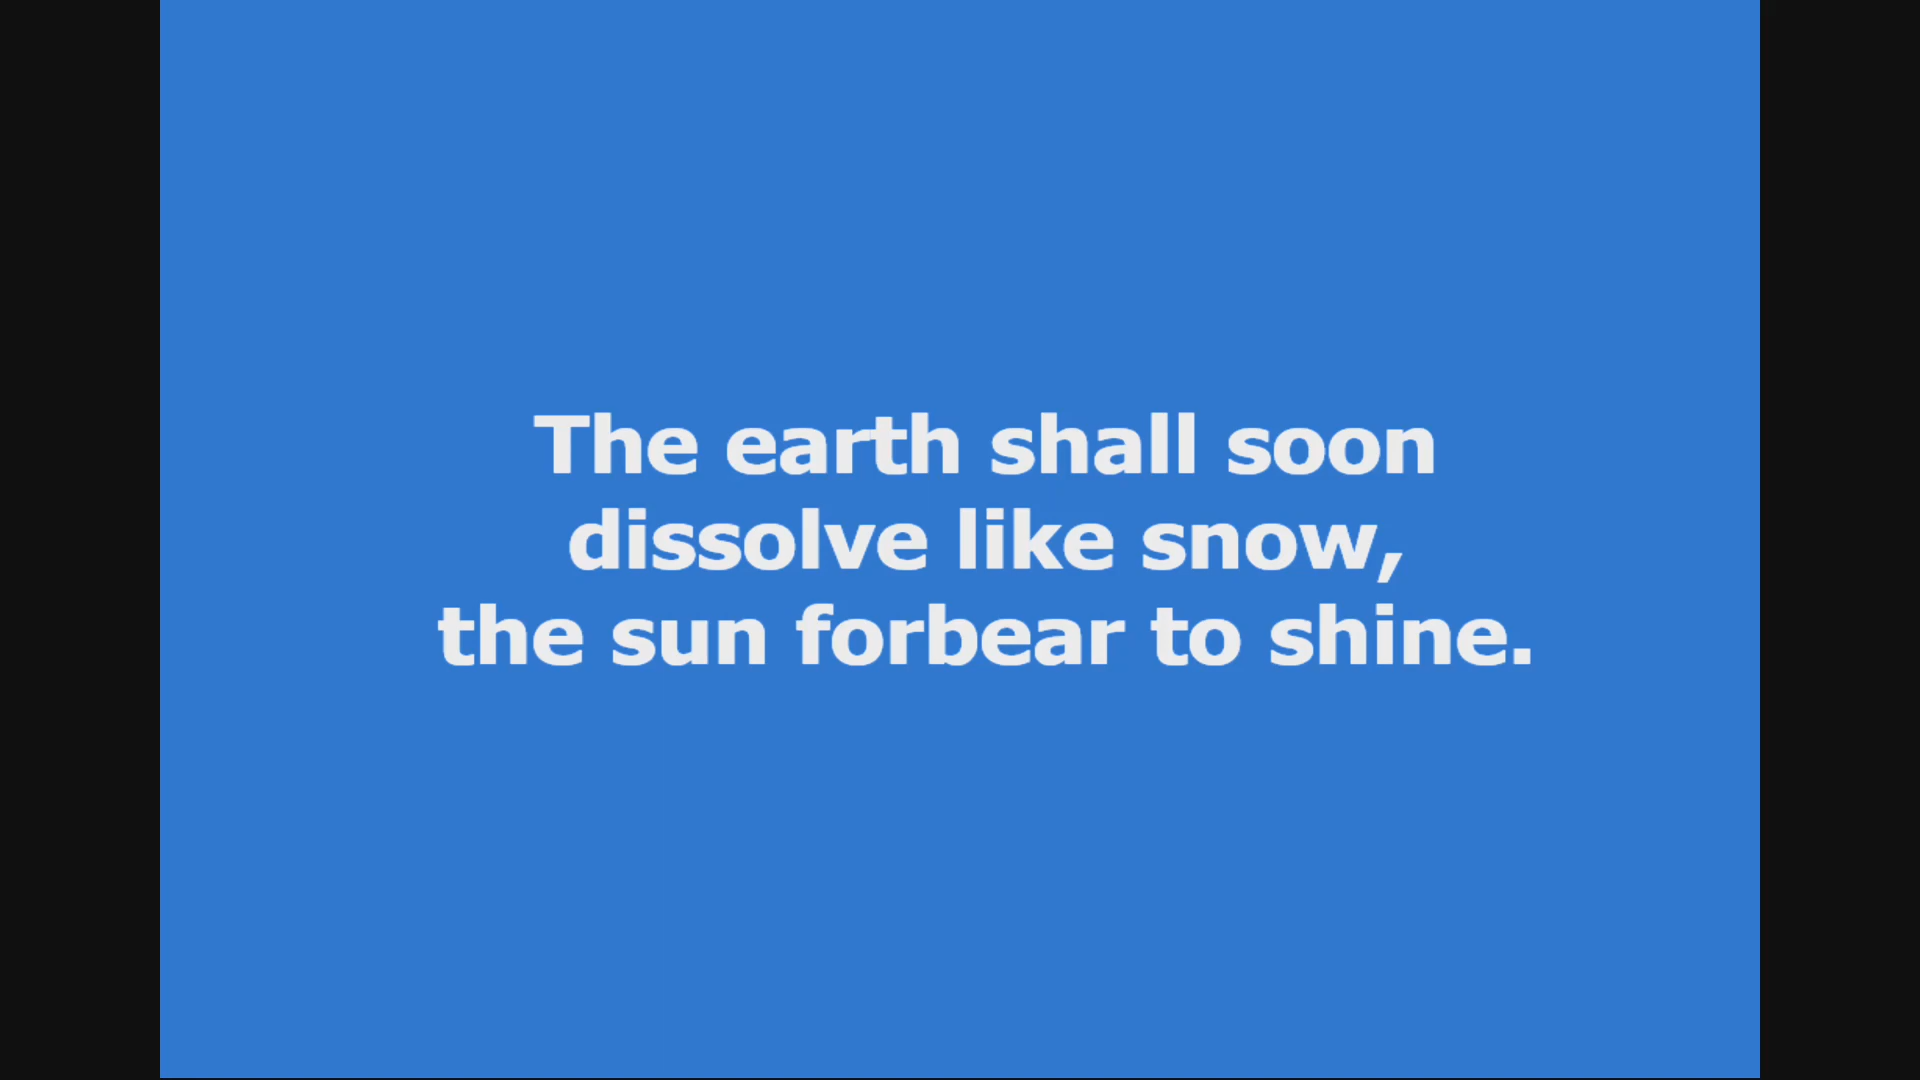 The earth shall soon
dissolve like snow,
the sun forbear to shine.